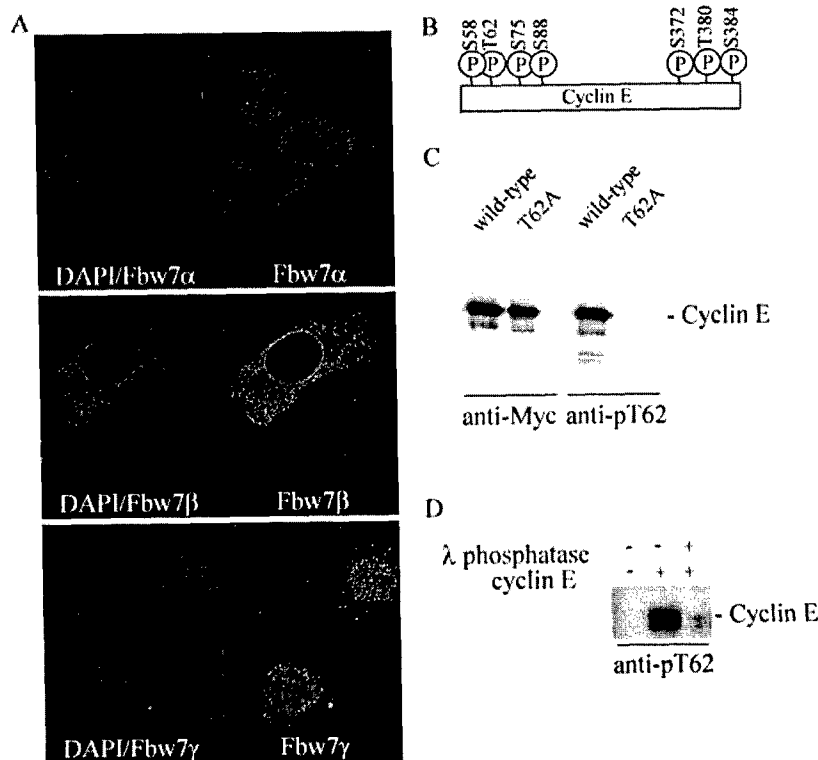 A
DAPI/Fbw7α Fbw7α
DAPI/Fbw7β Fbw7β
DAPI/Fbw7γ Fbw7γ
B
S58
T62
S75
S88
S372
T380
S384
P P P P P P P
Cyclin E
C
wild-type
T62A
wild-type
T62A
- Cyclin E
anti-Myc anti-pT62
D
λ phosphatase - - +
cyclin E - + +
- Cyclin E
anti-pT62